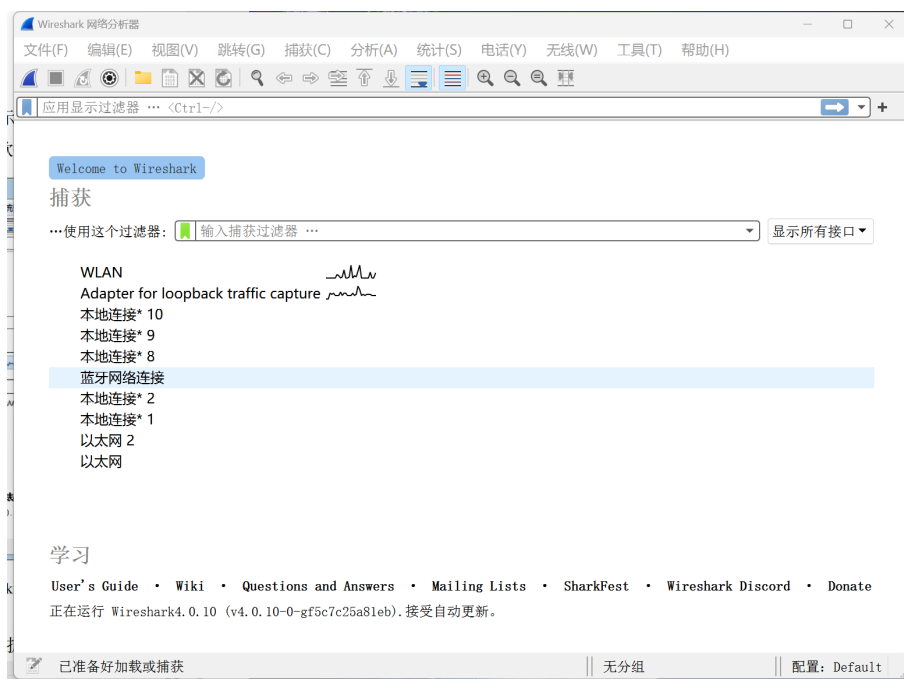 Wireshark 网络分析器
文件(F) 编辑(E) 视图(V) 跳转(G) 捕获(C) 分析(A) 统计(S) 电话(Y) 无线(W) 工具(T) 帮助(H)
应用显示过滤器 … <Ctrl-/>
Welcome to Wireshark
捕获
…使用这个过滤器: 输入捕获过滤器 … 显示所有接口
WLAN
Adapter for loopback traffic capture
本地连接* 10
本地连接* 9
本地连接* 8
蓝牙网络连接
本地连接* 2
本地连接* 1
以太网 2
以太网
学习
User's Guide · Wiki · Questions and Answers · Mailing Lists · SharkFest · Wireshark Discord · Donate
正在运行 Wireshark4.0.10 (v4.0.10-0-gf5c7c25a81eb).接受自动更新。
已准备好加载或捕获 无分组 配置: Default